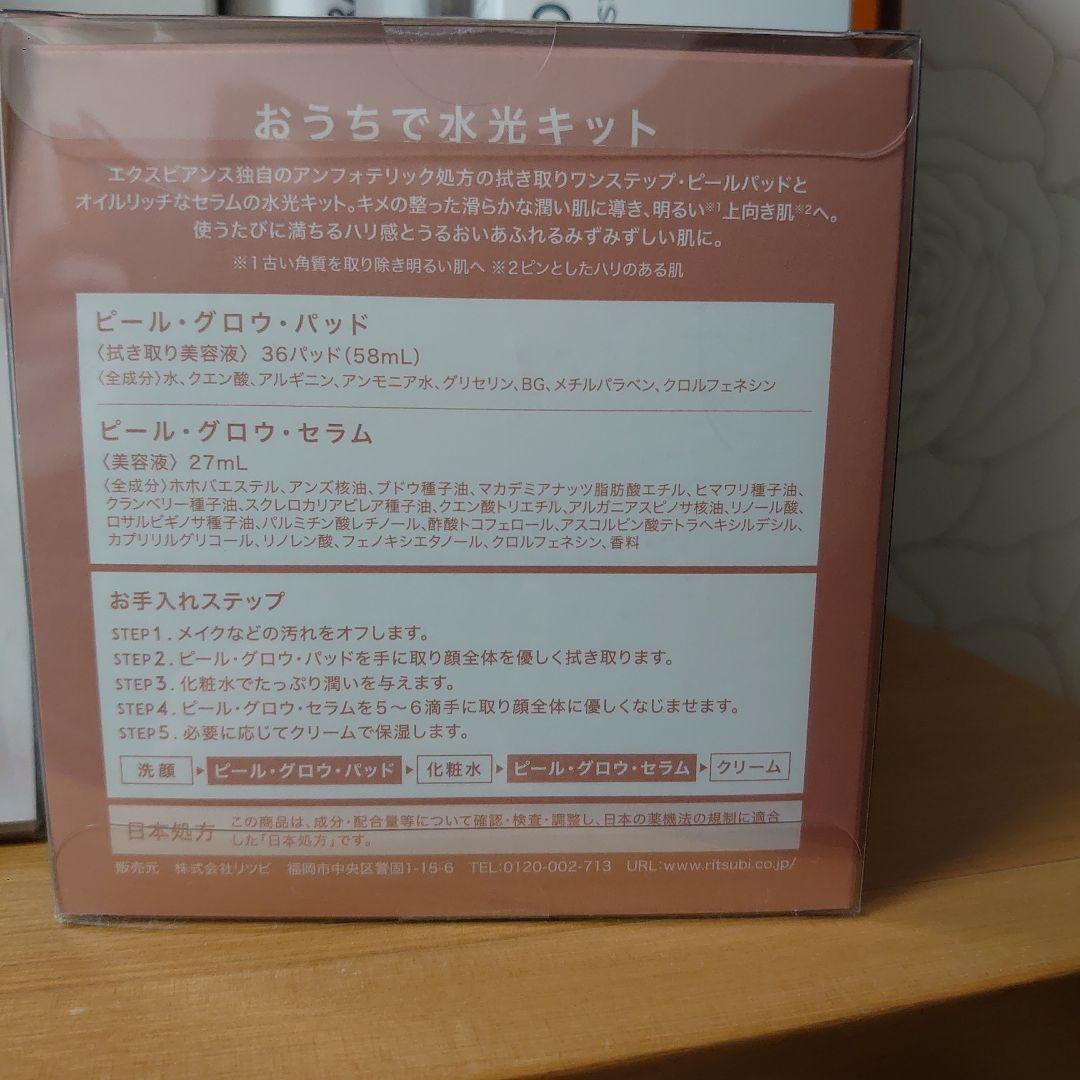 おうちで水光キット
エクスビアンス独自のアンフォテリック処方の拭き取りワンステップ・ピールパッドと
オイルリッチなセラムの水光キット。キメの整った滑らかな潤い肌に導き、明るい※1上向き肌※2へ。
使うたびに満ちるハリ感とうるおいあふれるみずみずしい肌に。
※1古い角質を取り除き明るい肌へ ※2ピンとしたハリのある肌
ピール・グロウ・パッド
〈拭き取り美容液〉 36パッド(58mL)
〈全成分〉水、クエン酸、アルギニン、アンモニア水、グリセリン、BG、メチルパラベン、クロルフェネシン
ピール・グロウ・セラム
〈美容液〉 27mL
〈全成分〉ホホバエステル、アンズ核油、ブドウ種子油、マカデミアナッツ脂肪酸エチル、ヒマワリ種子油、
クランベリー種子油、スクレロカリアビレア種子油、クエン酸トリエチル、アルガニアスピノサ核油、リノール酸、
ロサルビギノサ種子油、パルミチン酸レチノール、酢酸トコフェロール、アスコルビン酸テトラヘキシルデシル、
カプリリルグリコール、リノレン酸、フェノキシエタノール、クロルフェネシン、香料
お手入れステップ
STEP1. メイクなどの汚れをオフします。
STEP2. ピール・グロウ・パッドを手に取り顔全体を優しく拭き取ります。
STEP3. 化粧水でたっぷり潤いを与えます。
STEP4. ピール・グロウ・セラムを5〜6滴手に取り顔全体に優しくなじませます。
STEP5. 必要に応じてクリームで保湿します。
洗顔 ピール・グロウ・パッド 化粧水 ピール・グロウ・セラム クリーム
日本処方 この商品は、成分・配合量等について確認・検査・調整し、日本の薬機法の規制に適合
した「日本処方」です。
販売元 株式会社リツビ 福岡市中央区警固1-15-6 TEL:0120-002-713 URL:www.ritsubi.co.jp/